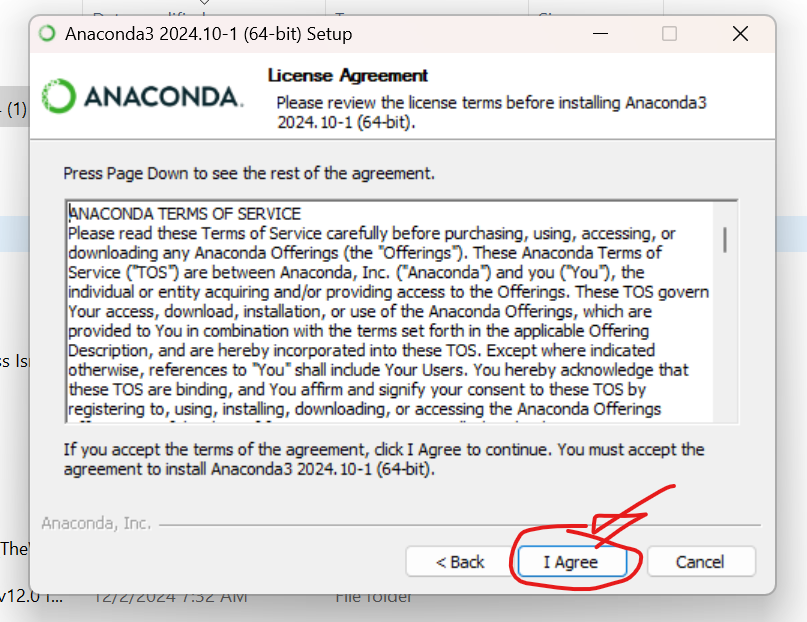 Anaconda3 2024.10-1 (64-bit) Setup
ANACONDA.
License Agreement
Please review the license terms before installing Anaconda3
2024.10-1 (64-bit).
(1)
Press Page Down to see the rest of the agreement.
ANACONDA TERMS OF SERVICE
Please read these Terms of Service carefully before purchasing, using, accessing, or
downloading any Anaconda Offerings (the "Offerings"). These Anaconda Terms of
Service ("TOS") are between Anaconda, Inc. ("Anaconda") and you ("You"), the
individual or entity acquiring and/or providing access to the Offerings. These TOS govern
Your access, download, installation, or use of the Anaconda Offerings, which are
provided to You in combination with the terms set forth in the applicable Offering
Description, and are hereby incorporated into these TOS. Except where indicated
otherwise, references to "You" shall include Your Users. You hereby acknowledge that
these TOS are binding, and You affirm and signify your consent to these TOS by
registering to, using, installing, downloading, or accessing the Anaconda Offerings
If you accept the terms of the agreement, click I Agree to continue. You must accept the
agreement to install Anaconda3 2024.10-1 (64-bit).
Anaconda, Inc.
< Back
I Agree
Cancel
v12.0 f... 12/2/2024 7:32 AM File folder